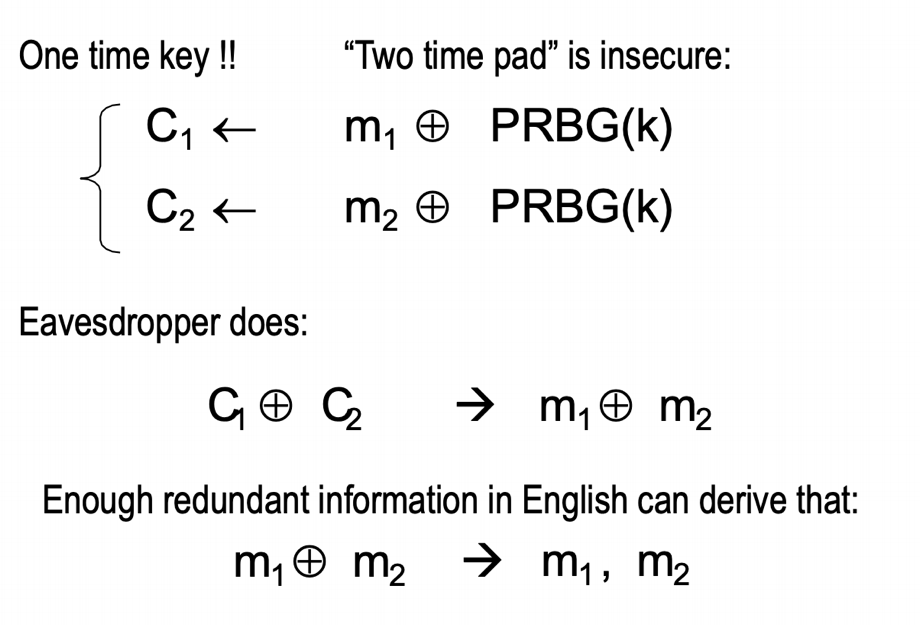 One time key !! “Two time pad” is insecure:
C₁ ← m₁ ⊕ PRBG(k)
C₂ ← m₂ ⊕ PRBG(k)
Eavesdropper does:
C₁ ⊕ C₂ → m₁ ⊕ m₂
Enough redundant information in English can derive that:
m₁ ⊕ m₂ → m₁ , m₂